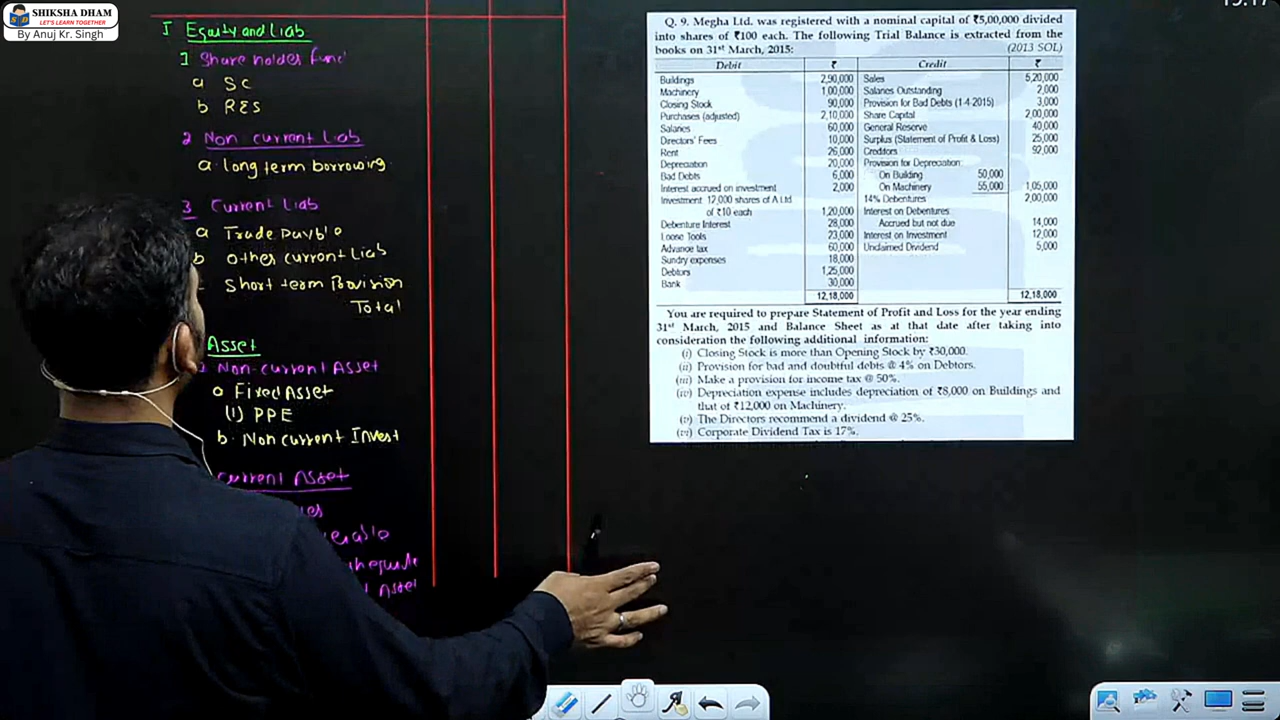 SHIKSHA DHAM
LET'S LEARN TOGETHER
By Anuj Kr. Singh
I Equity and Liab
1 Share holder fund
a SC
b R&S
2 Non current Liab
a. long term borrowing
3 Current Liab
a Trade Payble
b other current Liab
Short term Provision
Total
Asset
Non-current Asset
a Fixed Asset
(1) PPE
b. Non current Invest
current Asset
Asset
Q. 9. Megha Ltd. was registered with a nominal capital of ₹5,00,000 divided
into shares of ₹100 each. The following Trial Balance is extracted from the
books on 31st March, 2015: (2013 SOL)
Debit ₹ Credit ₹
Buildings 2,90,000 Sales 5,20,000
Machinery 1,00,000 Salaries Outstanding 2,000
Closing Stock 90,000 Provision for Bad Debts (1-4 2015) 3,000
Purchases (adjusted) 2,10,000 Share Capital 2,00,000
Salaries 60,000 General Reserve 40,000
Directors' Fees 10,000 Surplus (Statement of Profit & Loss) 25,000
Rent 26,000 Creditors 92,000
Depreciation 20,000 Provision for Depreciation:
Bad Debts 6,000 On Building 50,000
Interest accrued on investment 2,000 On Machinery 55,000 1,05,000
Investment 12,000 shares of A Ltd 14% Debentures 2,00,000
of ₹10 each 1,20,000 Interest on Debentures
Debenture Interest 28,000 Accrued but not due 14,000
Loose Tools 23,000 Interest on Investment 12,000
Advance tax 60,000 Unclaimed Dividend 5,000
Sundry expenses 18,000
Debtors 1,25,000
Bank 30,000
12,18,000 12,18,000
You are required to prepare Statement of Profit and Loss for the year ending
31st March, 2015 and Balance Sheet as at that date after taking into
consideration the following additional information:
(i) Closing Stock is more than Opening Stock by ₹30,000.
(ii) Provision for bad and doubtful debts @ 4% on Debtors.
(iii) Make a provision for income tax @ 50%.
(iv) Depreciation expense includes depreciation of ₹8,000 on Buildings and
that of ₹12,000 on Machinery.
(v) The Directors recommend a dividend @ 25%.
(vi) Corporate Dividend Tax is 17%.